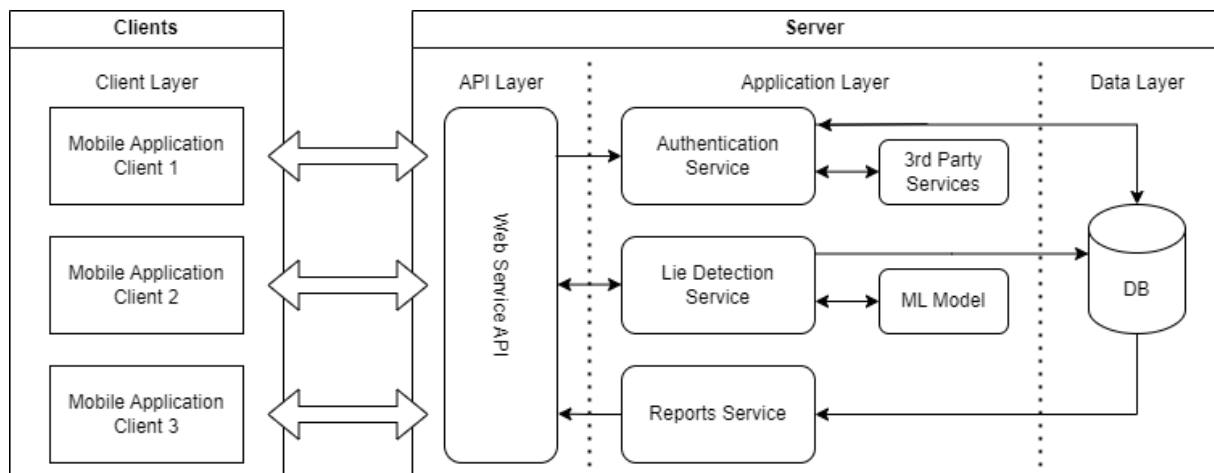 Clients
Server
Client Layer
API Layer
Application Layer
Data Layer
Mobile Application
Client 1
Authentication
Service
3rd Party
Services
Web Service API
Mobile Application
Client 2
Lie Detection
Service
ML Model
DB
Mobile Application
Client 3
Reports Service